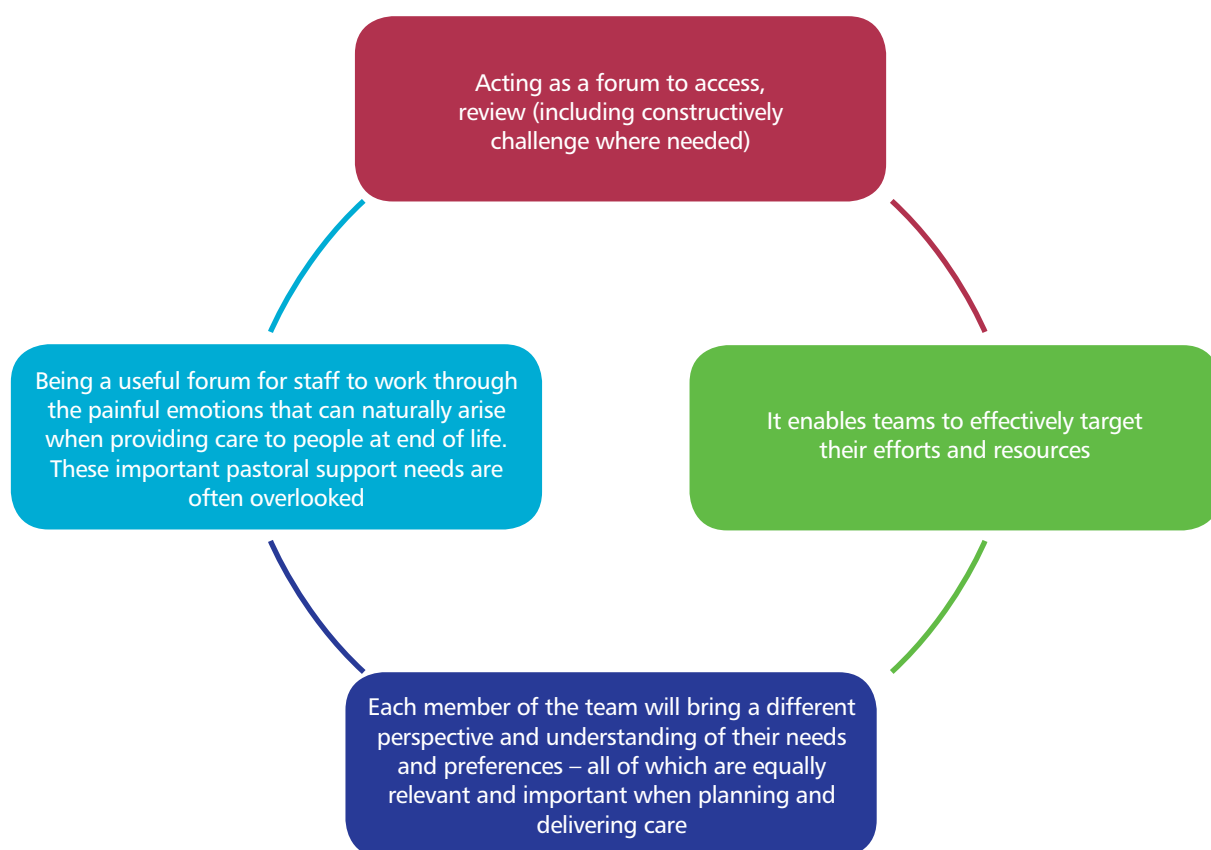 Acting as a forum to access,
review (including constructively
challenge where needed)
Being a useful forum for staff to work through
the painful emotions that can naturally arise
when providing care to people at end of life.
These important pastoral support needs are
often overlooked
It enables teams to effectively target
their efforts and resources
Each member of the team will bring a different
perspective and understanding of their needs
and preferences – all of which are equally
relevant and important when planning and
delivering care